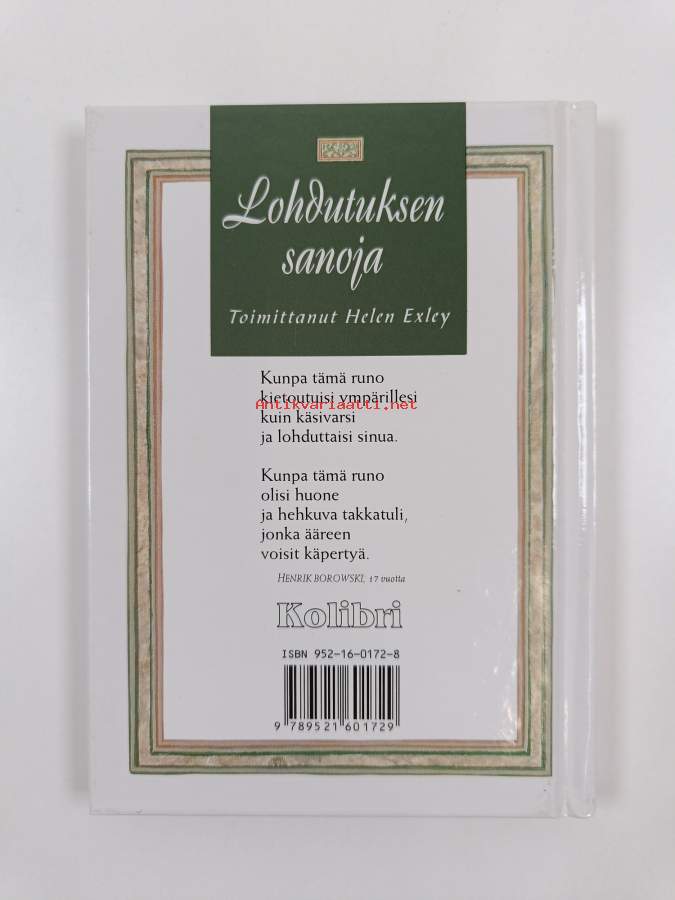 Lohdutuksen
sanoja
Toimittanut Helen Exley
Kunpa tämä runo
kietoutuisi ympärillesi
Antikvariaatti.net
kuin käsivarsi
ja lohduttaisi sinua.
Kunpa tämä runo
olisi huone
ja hehkuva takkatuli,
jonka ääreen
voisit käpertyä.
HENRIK BOROWSKI, 17 vuotta
Kolibri
ISBN 952-16-0172-8
9 789521 601729